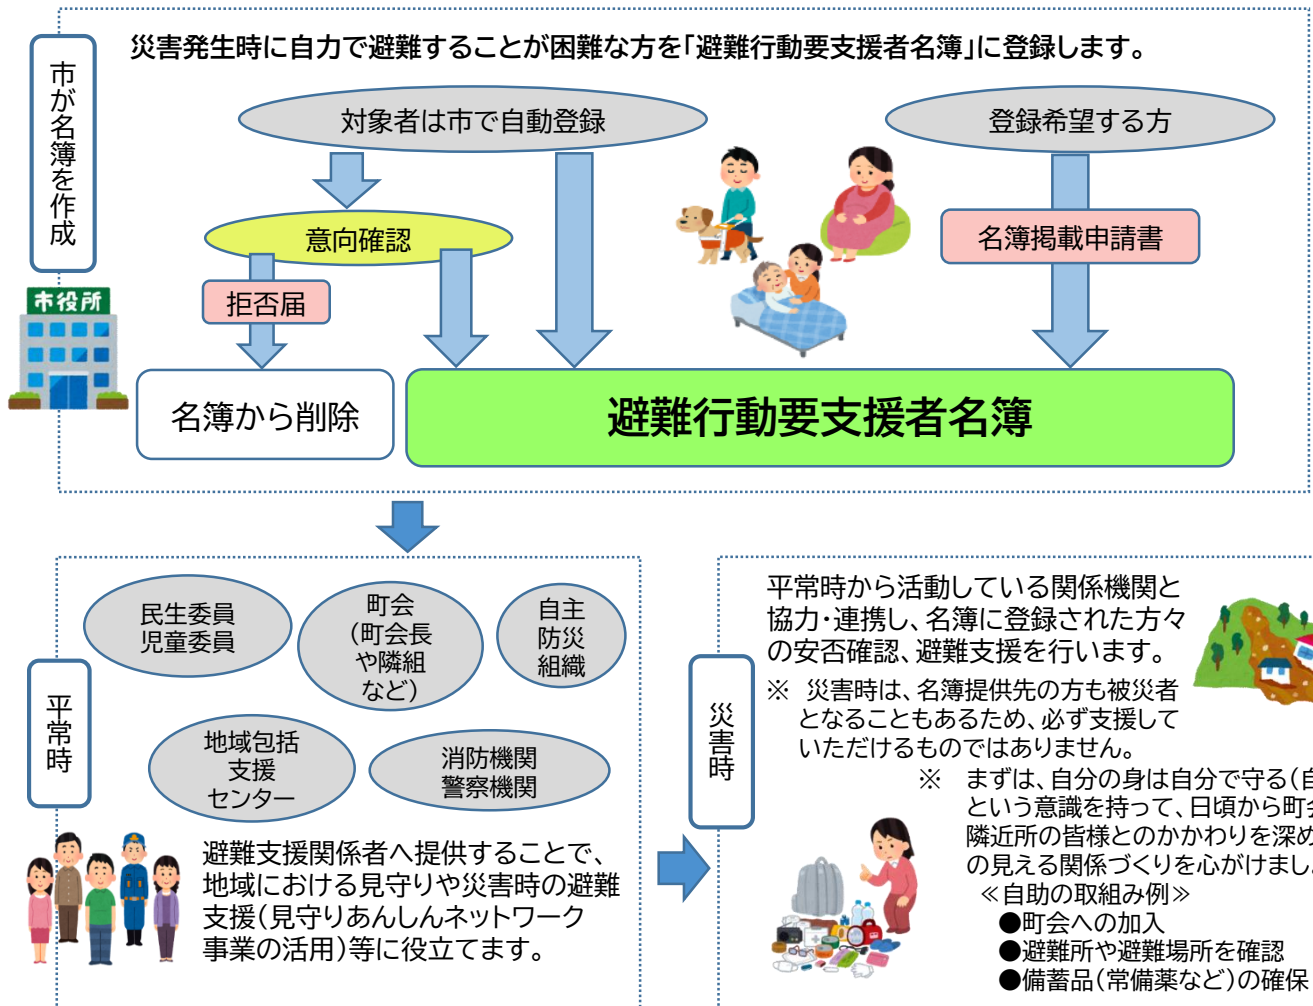 災害発生時に自力で避難することが困難な方を「避難行動要支援者名簿」に登録します。
市が名簿を作成
対象者は市で自動登録
登録希望する方
意向確認
名簿掲載申請書
拒否届
市役所
名簿から削除
避難行動要支援者名簿
平常時
民生委員
児童委員
町会
(町会長
や隣組
など)
自主
防災
組織
地域包括
支援
センター
消防機関
警察機関
避難支援関係者へ提供することで、
地域における見守りや災害時の避難
支援(見守りあんしんネットワーク
事業の活用)等に役立てます。
災害時
平常時から活動している関係機関と
協力・連携し、名簿に登録された方々
の安否確認、避難支援を行います。
※ 災害時は、名簿提供先の方も被災者
となることもあるため、必ず支援して
いただけるものではありません。
※ まずは、自分の身は自分で守る(自
という意識を持って、日頃から町会
隣近所の皆様とのかかわりを深め
の見える関係づくりを心がけまし
≪自助の取組み例≫
●町会への加入
●避難所や避難場所を確認
●備蓄品(常備薬など)の確保